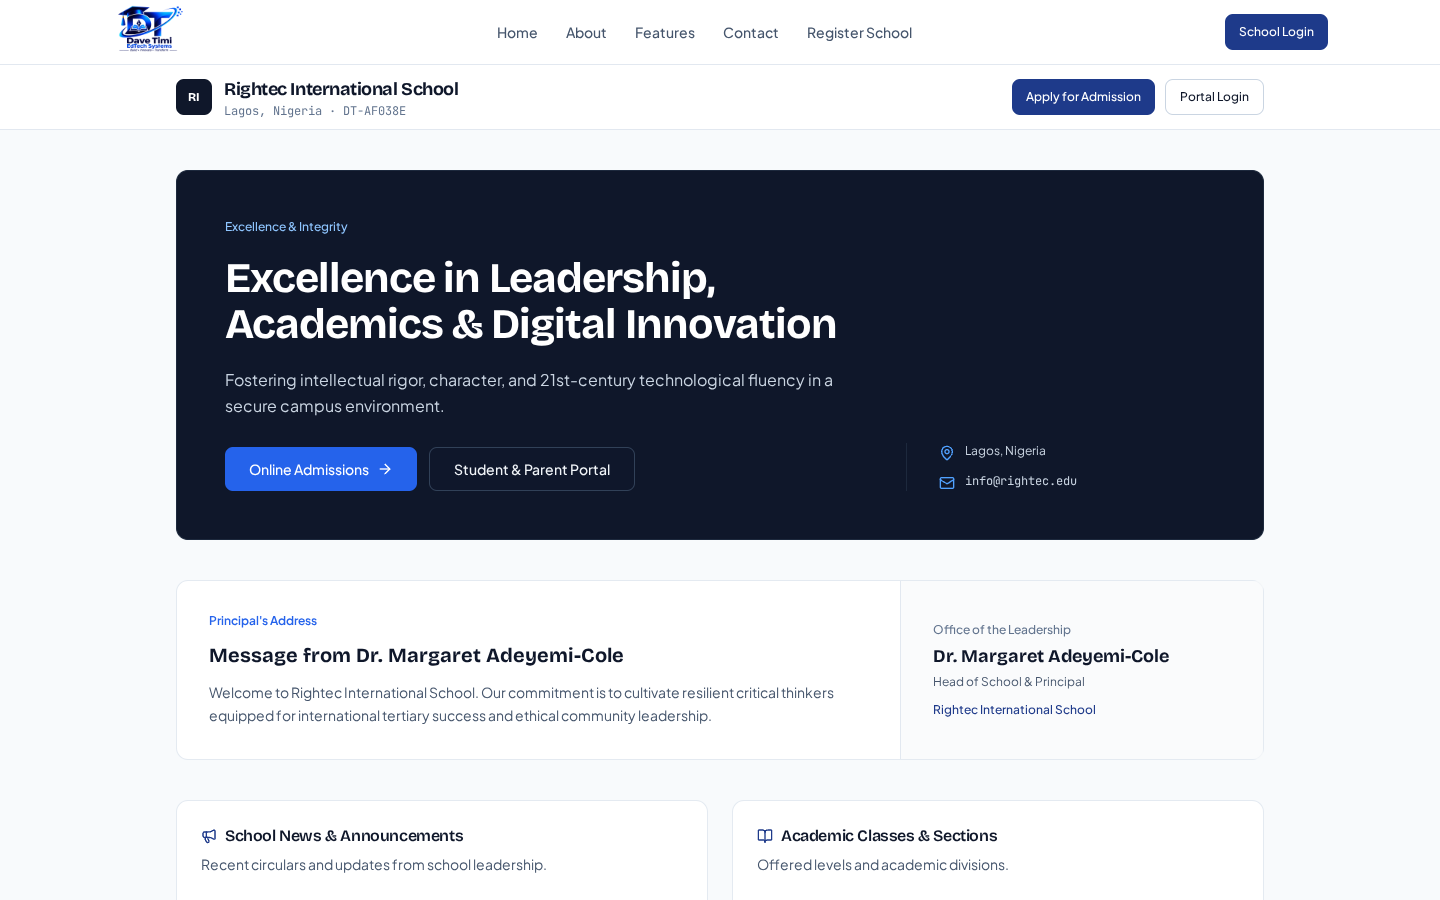 DT
Dave Timi
EdTech Systems
Home
About
Features
Contact
Register School
School Login
RI
Rightec International School
Lagos, Nigeria · DT-AF038E
Apply for Admission
Portal Login
Excellence & Integrity
Excellence in Leadership,
Academics & Digital Innovation
Fostering intellectual rigor, character, and 21st-century technological fluency in a
secure campus environment.
Online Admissions
Student & Parent Portal
Lagos, Nigeria
info@rightec.edu
Principal's Address
Message from Dr. Margaret Adeyemi-Cole
Welcome to Rightec International School. Our commitment is to cultivate resilient critical thinkers
equipped for international tertiary success and ethical community leadership.
Office of the Leadership
Dr. Margaret Adeyemi-Cole
Head of School & Principal
Rightec International School
School News & Announcements
Recent circulars and updates from school leadership.
Academic Classes & Sections
Offered levels and academic divisions.